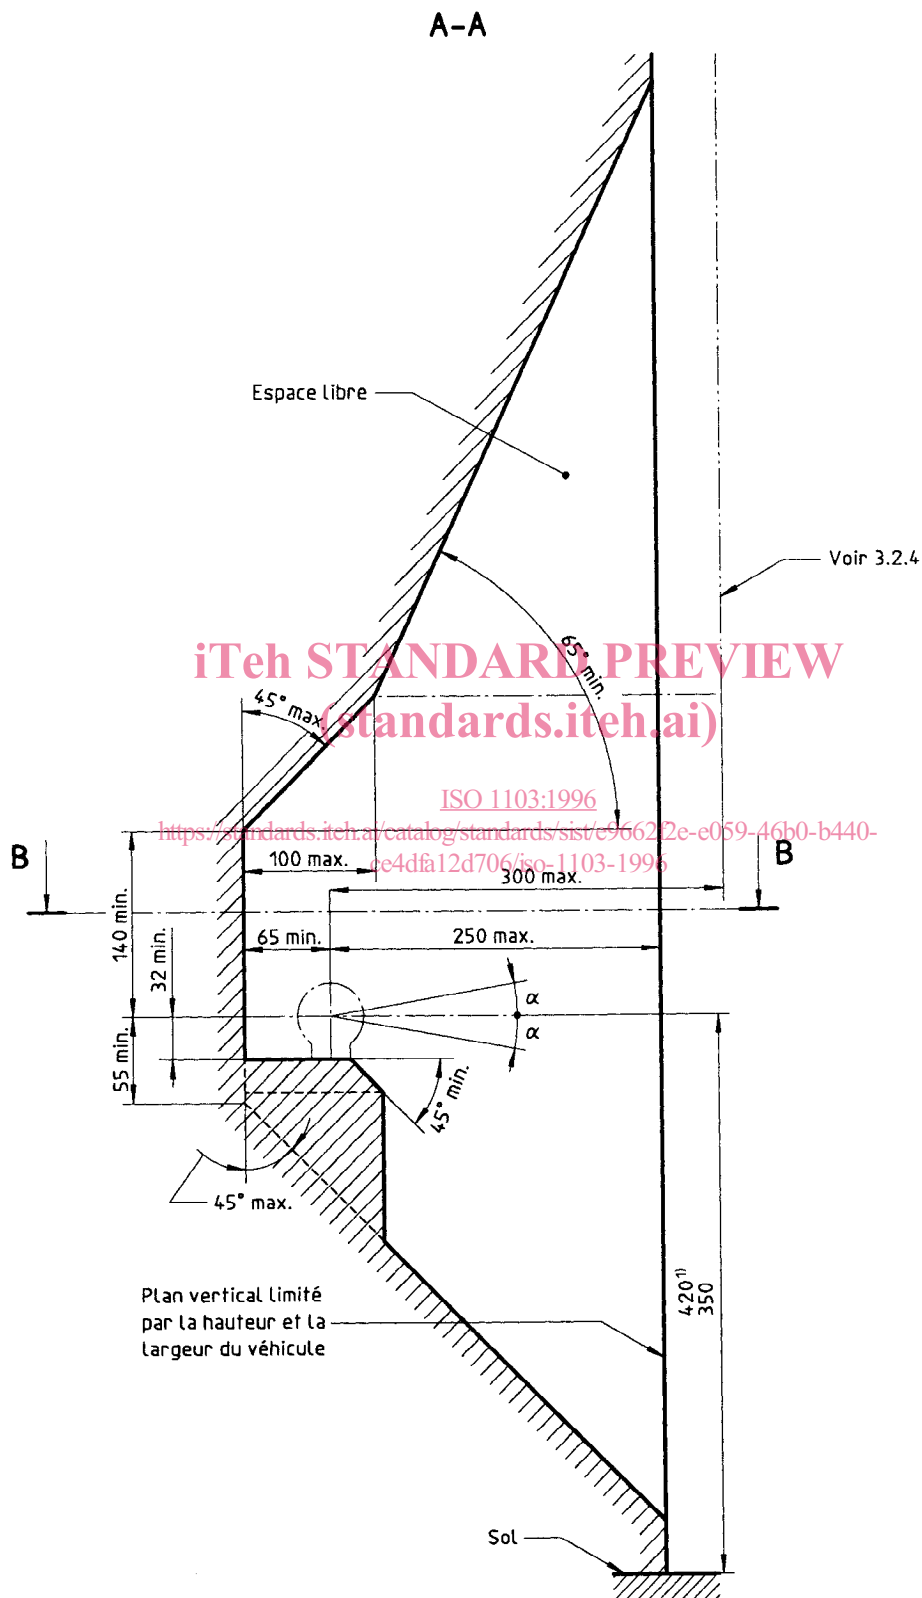 A-A
Espace libre
Voir 3.2.4
65° min.
iTeh STANDARD PREVIEW
45° max.
(standards.iteh.ai)
ISO 1103:1996
https://standards.iteh.ai/catalog/standards/sist/e96622e-e059-46b0-b440-
ce4dfa12d706/iso-1103-1996
B
B
100 max.
300 max.
140 min.
65 min.
250 max.
32 min.
α
α
55 min.
45° min.
45° max.
Plan vertical limité
par la hauteur et la
largeur du véhicule
420¹⁾
350
Sol